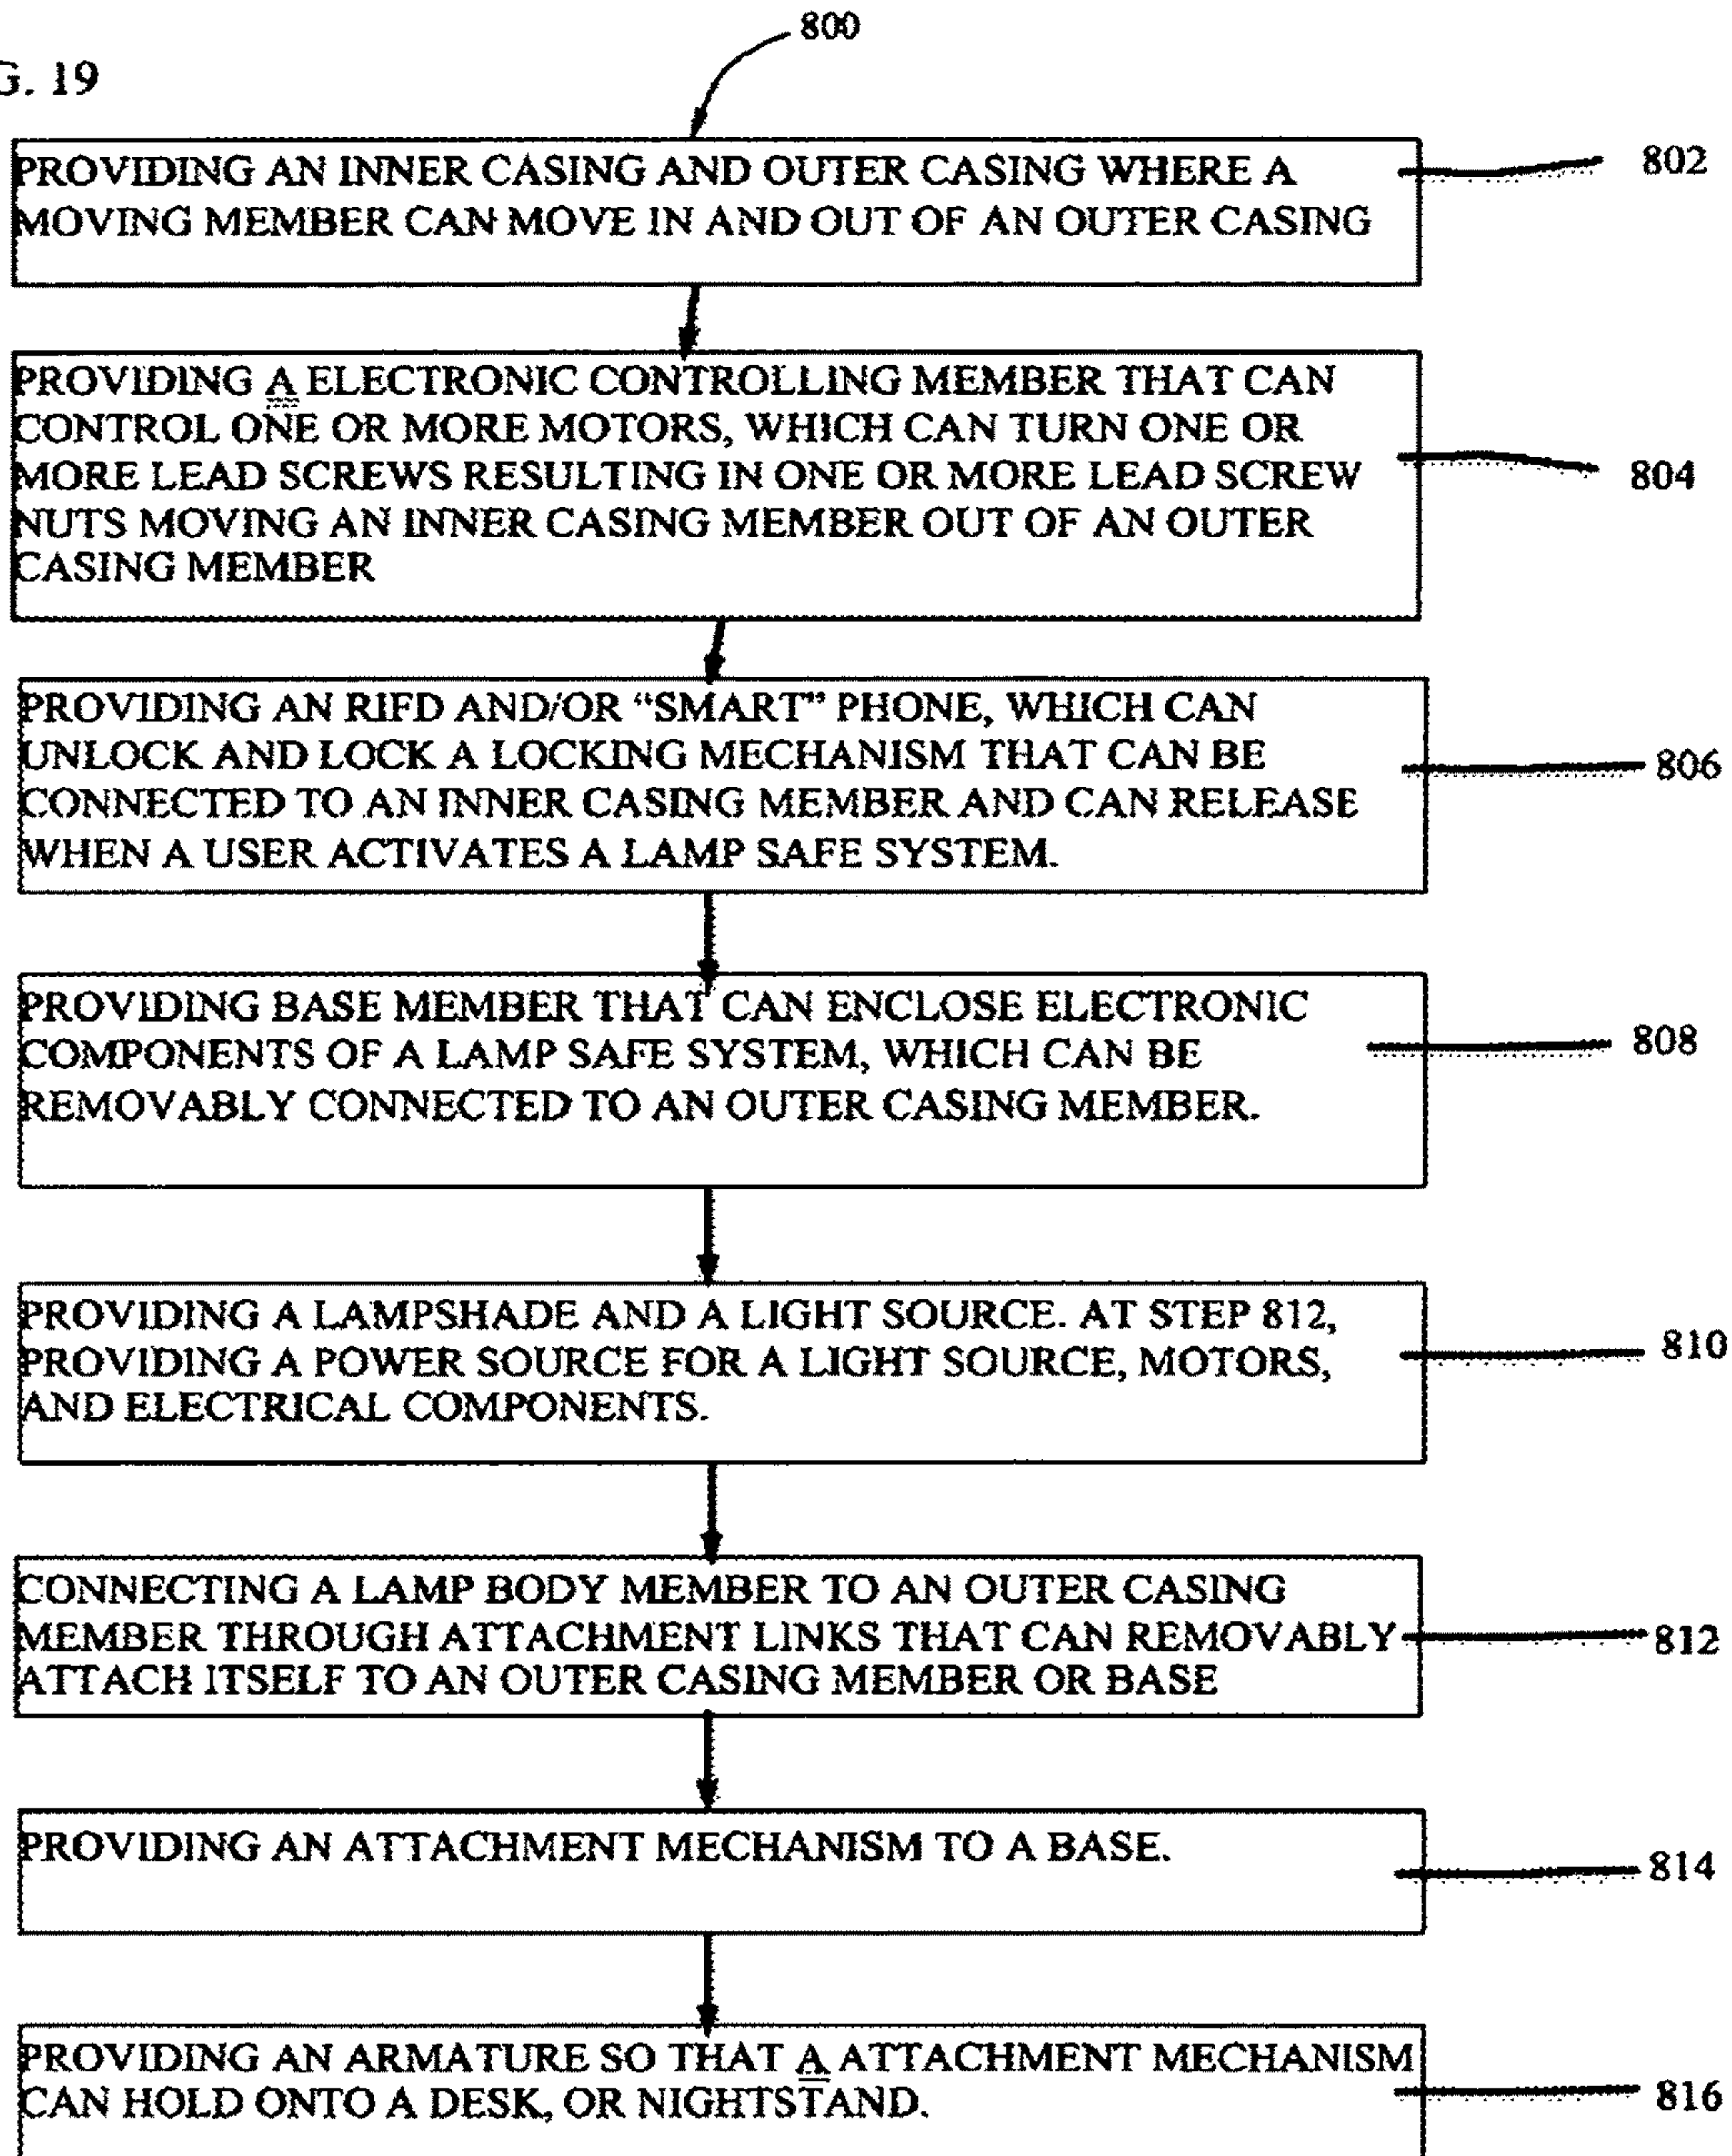 800
G. 19
PROVIDING AN INNER CASING AND OUTER CASING WHERE A
MOVING MEMBER CAN MOVE IN AND OUT OF AN OUTER CASING
802
PROVIDING A ELECTRONIC CONTROLLING MEMBER THAT CAN
CONTROL ONE OR MORE MOTORS, WHICH CAN TURN ONE OR
MORE LEAD SCREWS RESULTING IN ONE OR MORE LEAD SCREW
NUTS MOVING AN INNER CASING MEMBER OUT OF AN OUTER
CASING MEMBER
804
PROVIDING AN RIFD AND/OR “SMART” PHONE, WHICH CAN
UNLOCK AND LOCK A LOCKING MECHANISM THAT CAN BE
CONNECTED TO AN INNER CASING MEMBER AND CAN RELEASE
WHEN A USER ACTIVATES A LAMP SAFE SYSTEM.
806
PROVIDING BASE MEMBER THAT CAN ENCLOSE ELECTRONIC
COMPONENTS OF A LAMP SAFE SYSTEM, WHICH CAN BE
REMOVABLY CONNECTED TO AN OUTER CASING MEMBER.
808
PROVIDING A LAMPSHADE AND A LIGHT SOURCE. AT STEP 812,
PROVIDING A POWER SOURCE FOR A LIGHT SOURCE, MOTORS,
AND ELECTRICAL COMPONENTS.
810
CONNECTING A LAMP BODY MEMBER TO AN OUTER CASING
MEMBER THROUGH ATTACHMENT LINKS THAT CAN REMOVABLY
ATTACH ITSELF TO AN OUTER CASING MEMBER OR BASE
812
PROVIDING AN ATTACHMENT MECHANISM TO A BASE.
814
PROVIDING AN ARMATURE SO THAT A ATTACHMENT MECHANISM
CAN HOLD ONTO A DESK, OR NIGHTSTAND.
816